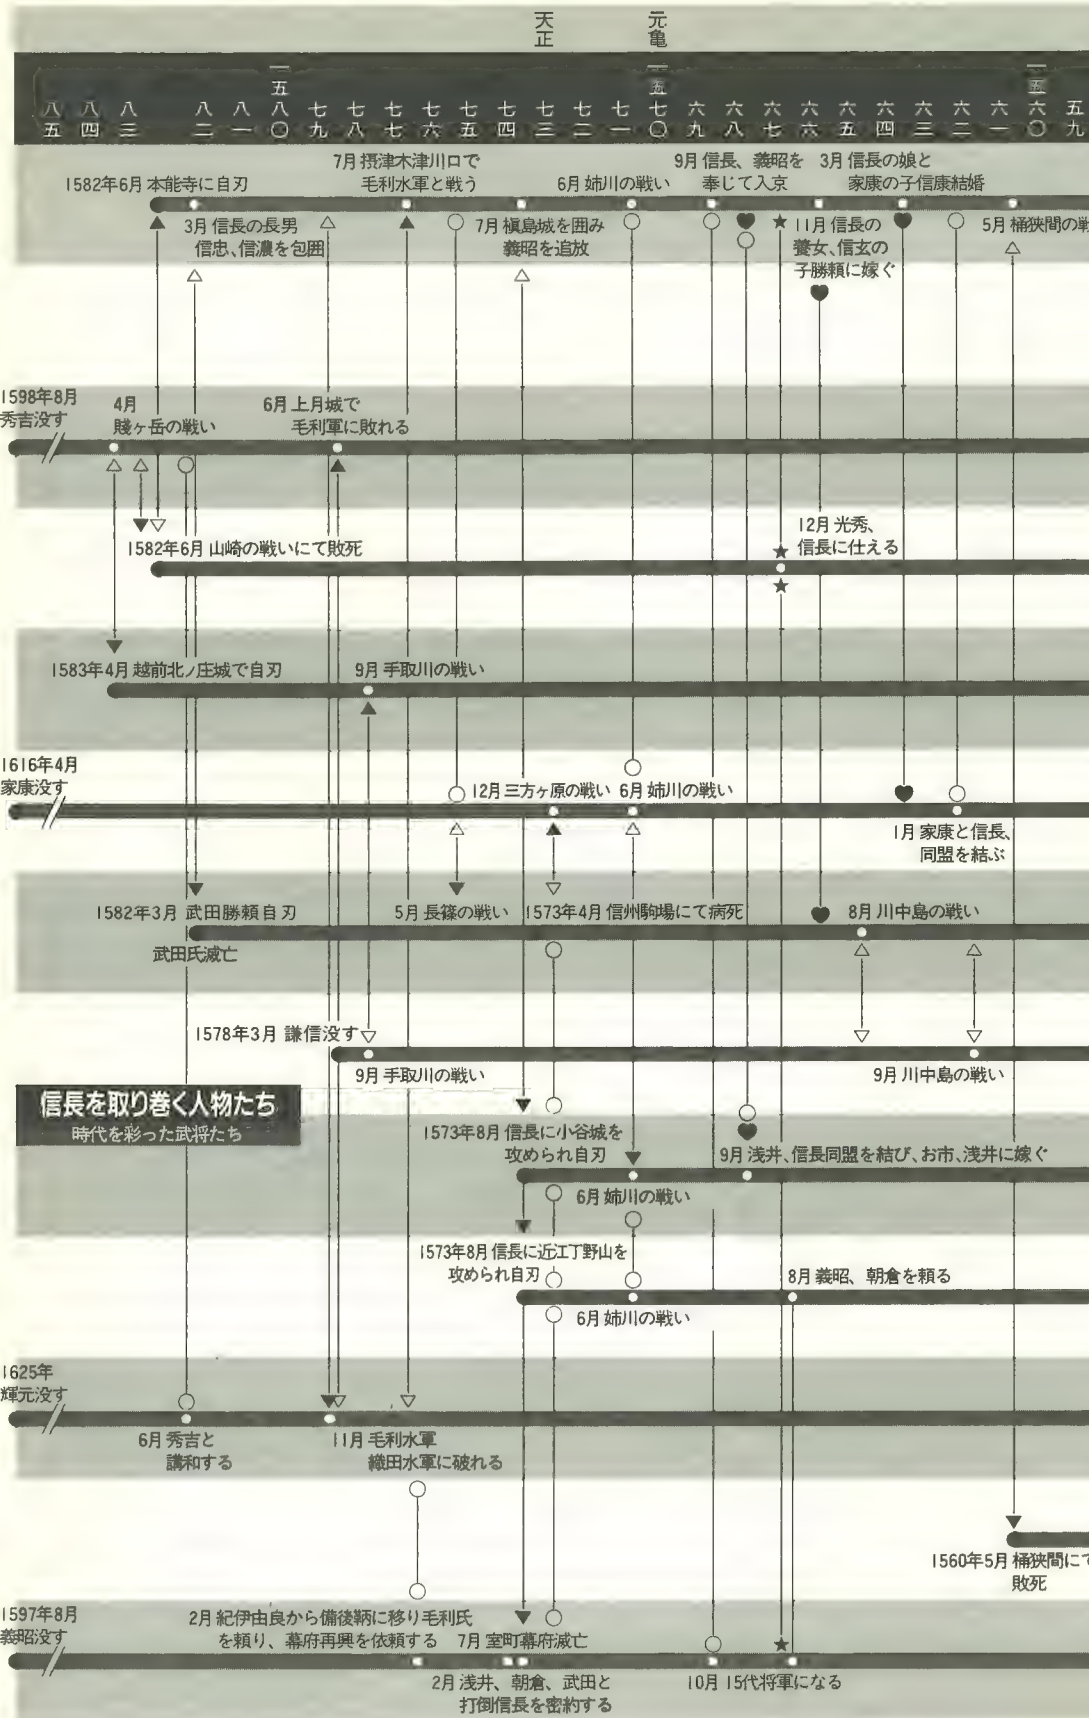 天正
元亀
八五
八四
八三
八二
八一
一五八〇
七九
七八
七七
七六
七五
七四
七三
七二
七一
一五七〇
六九
六八
六七
六六
六五
六四
六三
六二
六一
一五六〇
五九
1582年6月 本能寺に自刃
3月 信長の長男
信忠、信濃を包囲
7月 摂津木津川口で
毛利水軍と戦う
7月 槇島城を囲み
義昭を追放
6月 姉川の戦い
9月 信長、義昭を
奉じて入京
11月 信長の
養女、信玄の
子勝頼に嫁ぐ
3月 信長の娘と
家康の子信康結婚
5月 桶狭間の戦
1598年8月
秀吉没す
4月
賤ヶ岳の戦い
6月 上月城で
毛利軍に敗れる
1582年6月 山崎の戦いにて敗死
12月 光秀、
信長に仕える
1583年4月 越前北ノ庄城で自刃
9月 手取川の戦い
1616年4月
家康没す
12月 三方ヶ原の戦い
6月 姉川の戦い
1月 家康と信長、
同盟を結ぶ
1582年3月 武田勝頼自刃
武田氏滅亡
5月 長篠の戦い
1573年4月 信州駒場にて病死
8月 川中島の戦い
1578年3月 謙信没す
9月 手取川の戦い
9月 川中島の戦い
信長を取り巻く人物たち
時代を彩った武将たち
1573年8月 信長に小谷城を
攻められ自刃
6月 姉川の戦い
9月 浅井、信長同盟を結び、お市、浅井に嫁ぐ
1573年8月 信長に近江丁野山を
攻められ自刃
6月 姉川の戦い
8月 義昭、朝倉を頼る
1625年
輝元没す
6月 秀吉と
講和する
11月 毛利水軍
織田水軍に破れる
1560年5月 桶狭間にて
敗死
1597年8月
義昭没す
2月 紀伊由良から備後鞆に移り毛利氏
を頼り、幕府再興を依頼する
7月 室町幕府滅亡
2月 浅井、朝倉、武田と
打倒信長を密約する
10月 15代将軍になる